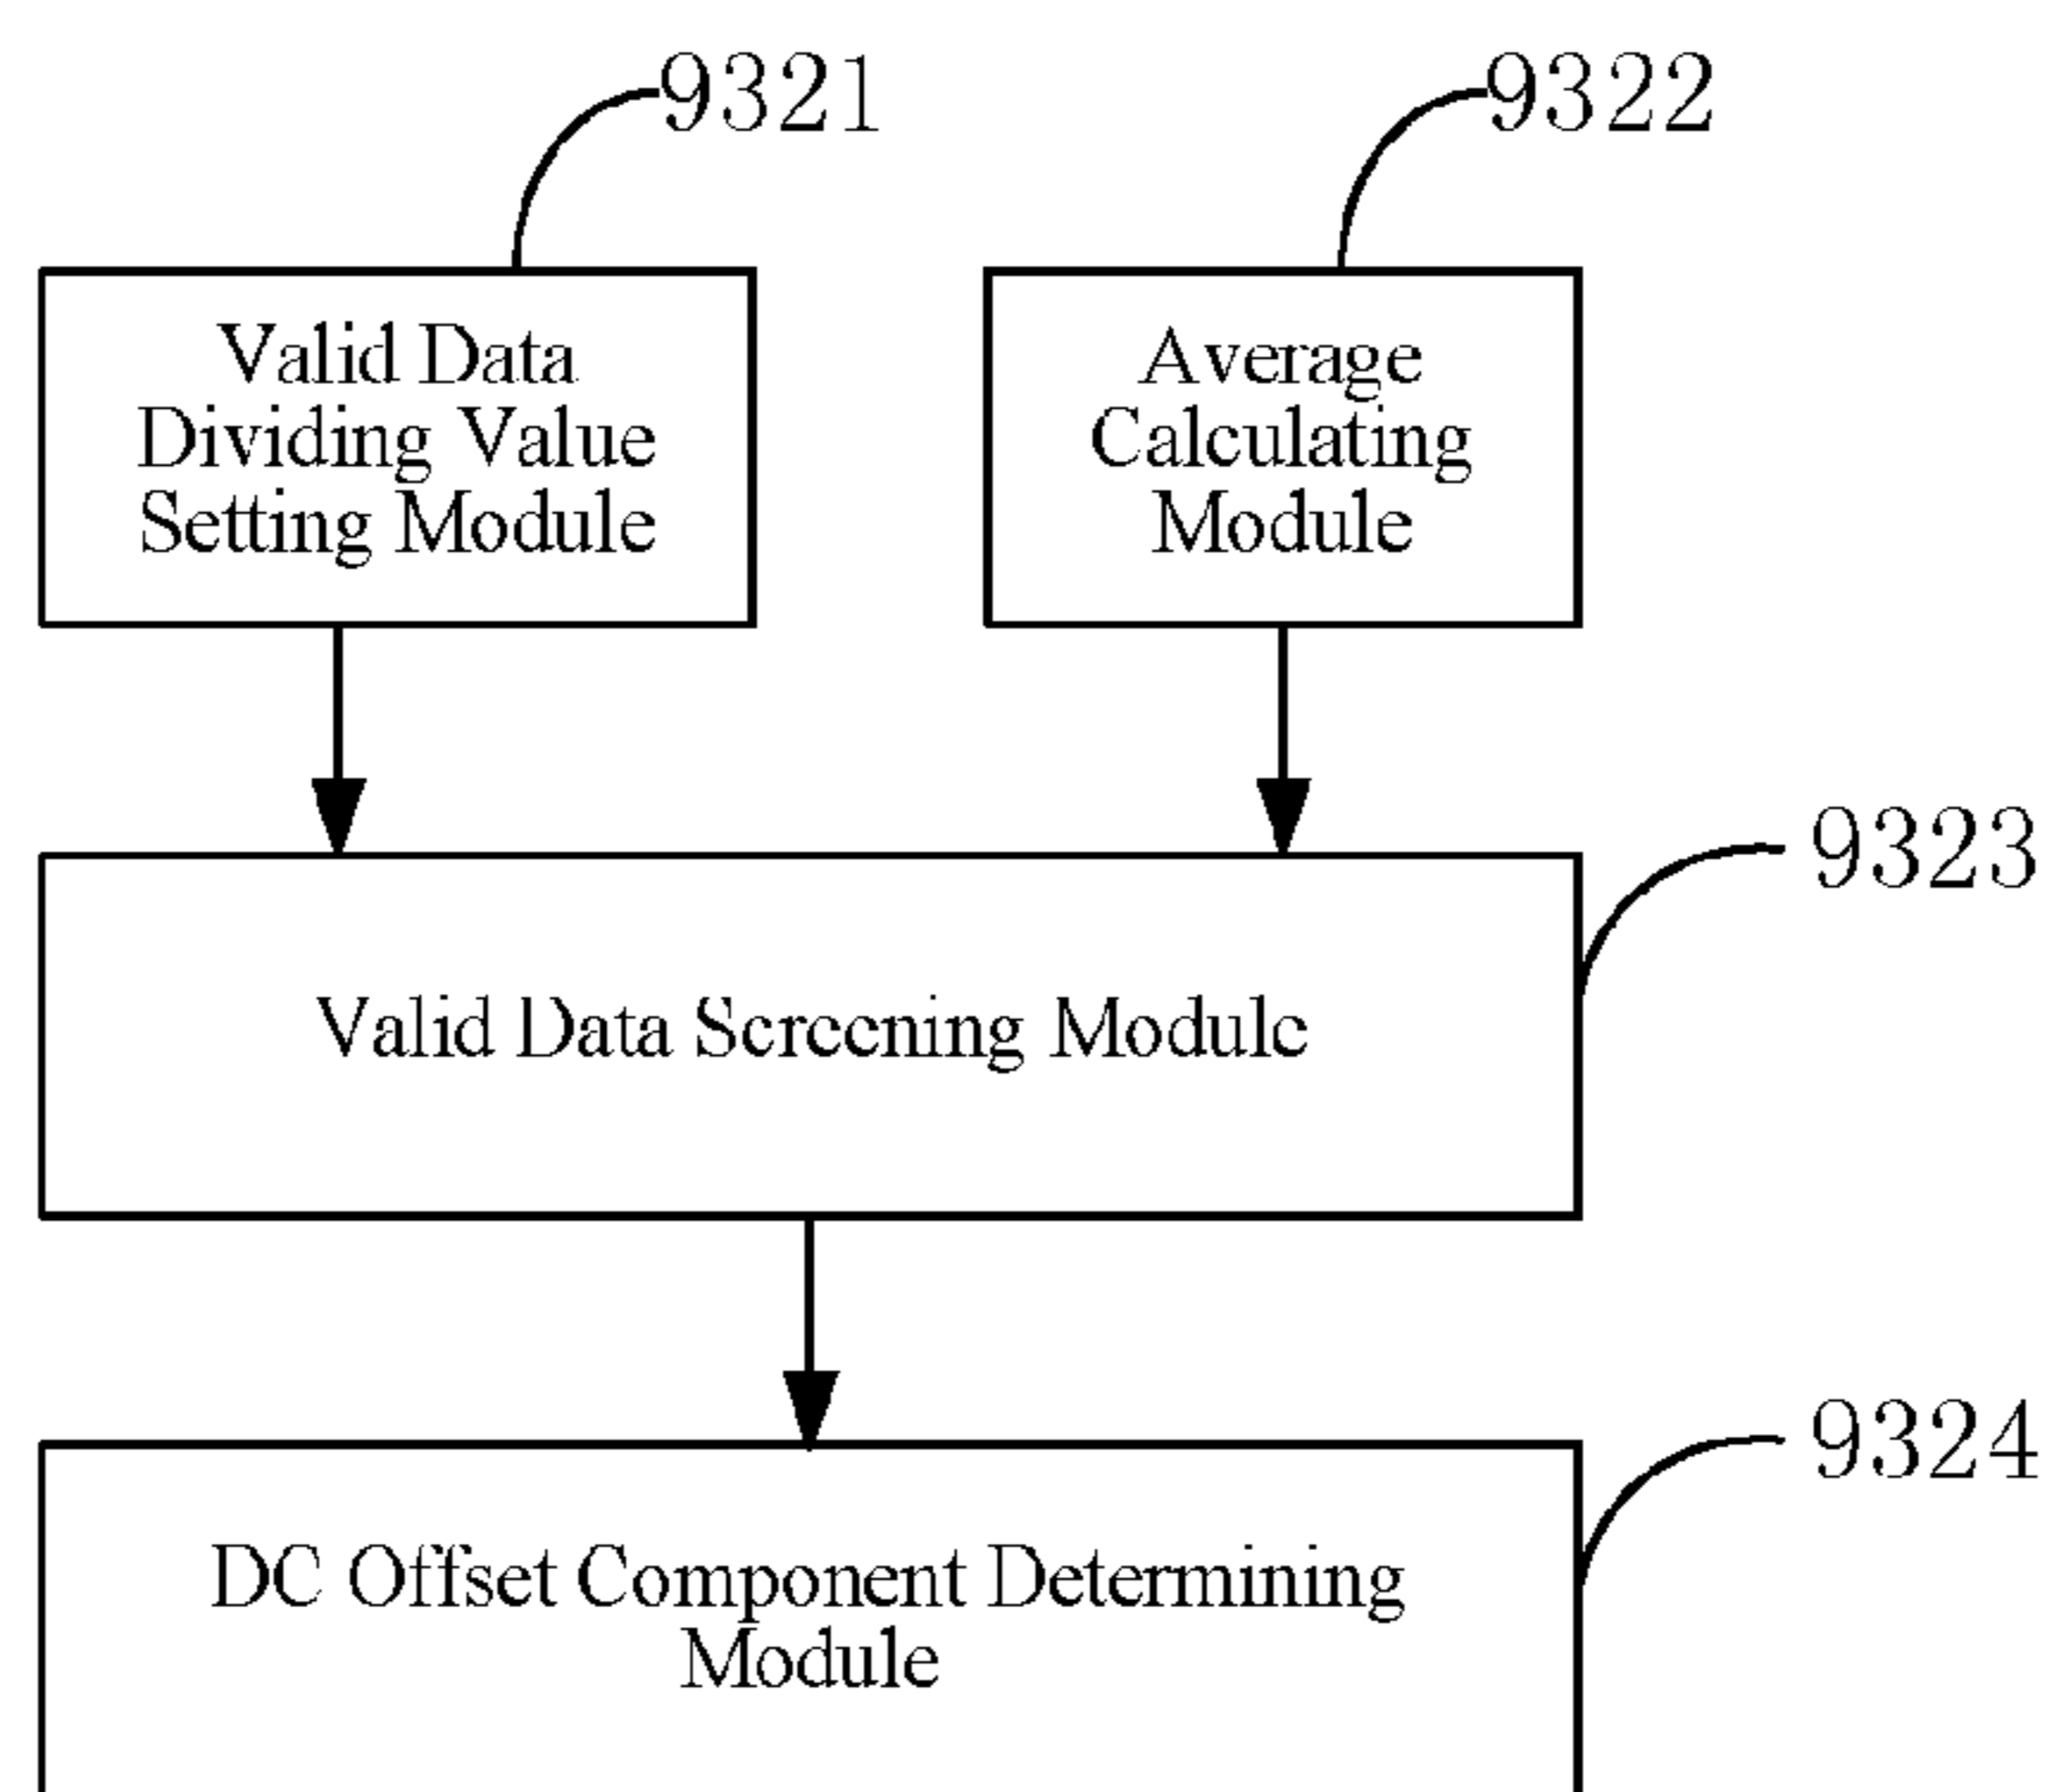 9321
9322
Valid Data
Dividing Value
Setting Module
Average
Calculating
Module
9323
Valid Data Screening Module
9324
DC Offset Component Determining
Module